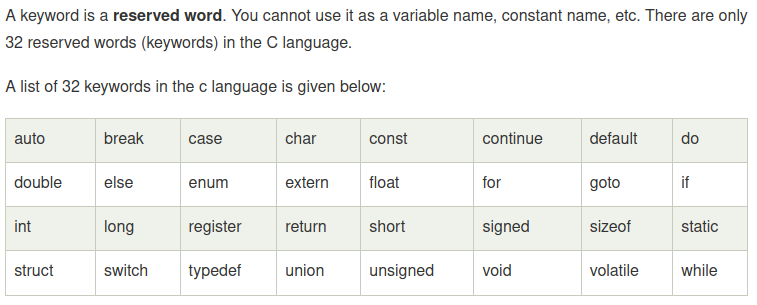 A keyword is a reserved word. You cannot use it as a variable name, constant name, etc. There are only
32 reserved words (keywords) in the C language.
A list of 32 keywords in the c language is given below:
auto break case char const continue default do
double else enum extern float for goto if
int long register return short signed sizeof static
struct switch typedef union unsigned void volatile while